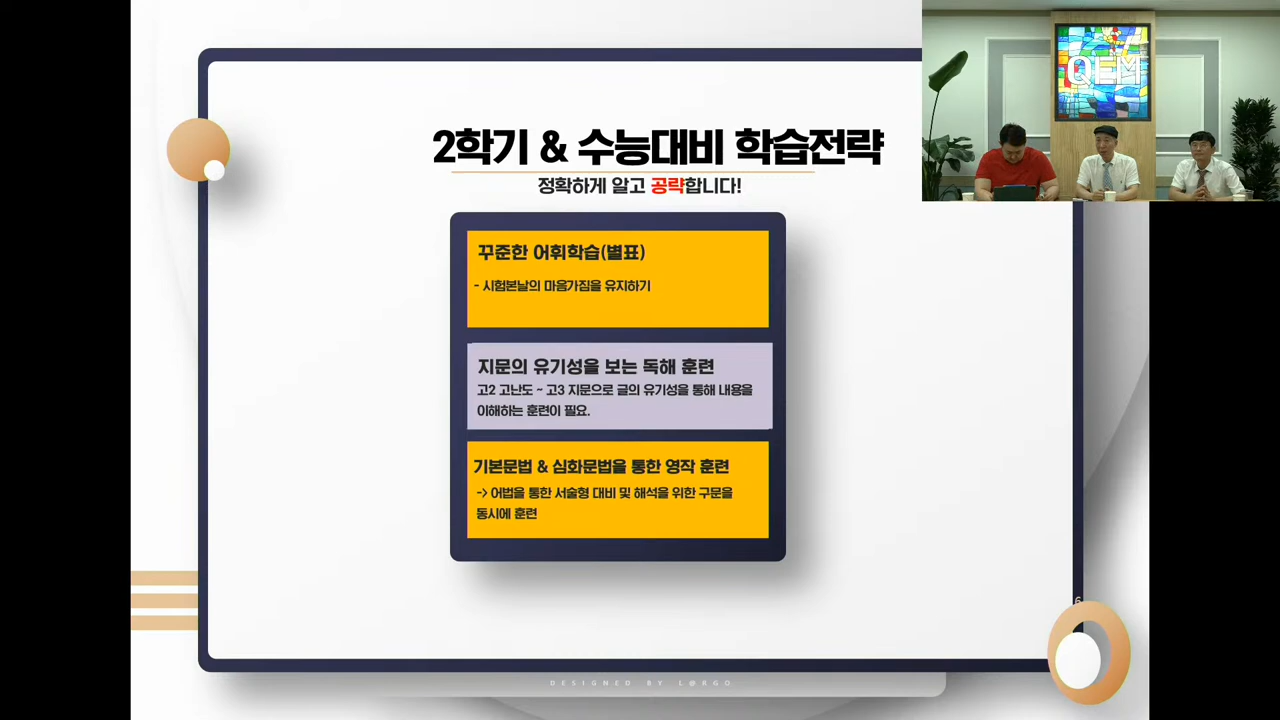 QEM
2학기 & 수능대비 학습전략
정확하게 알고 공략합니다!
꾸준한 어휘학습(별표)
- 시험본날의 마음가짐을 유지하기
지문의 유기성을 보는 독해 훈련
고2 고난도 ~ 고3 지문으로 글의 유기성을 통해 내용을
이해하는 훈련이 필요.
기본문법 & 심화문법을 통한 영작 훈련
-> 어법을 통한 서술형 대비 및 해석을 위한 구문을
동시에 훈련
6
DESIGNED BY L@RGO